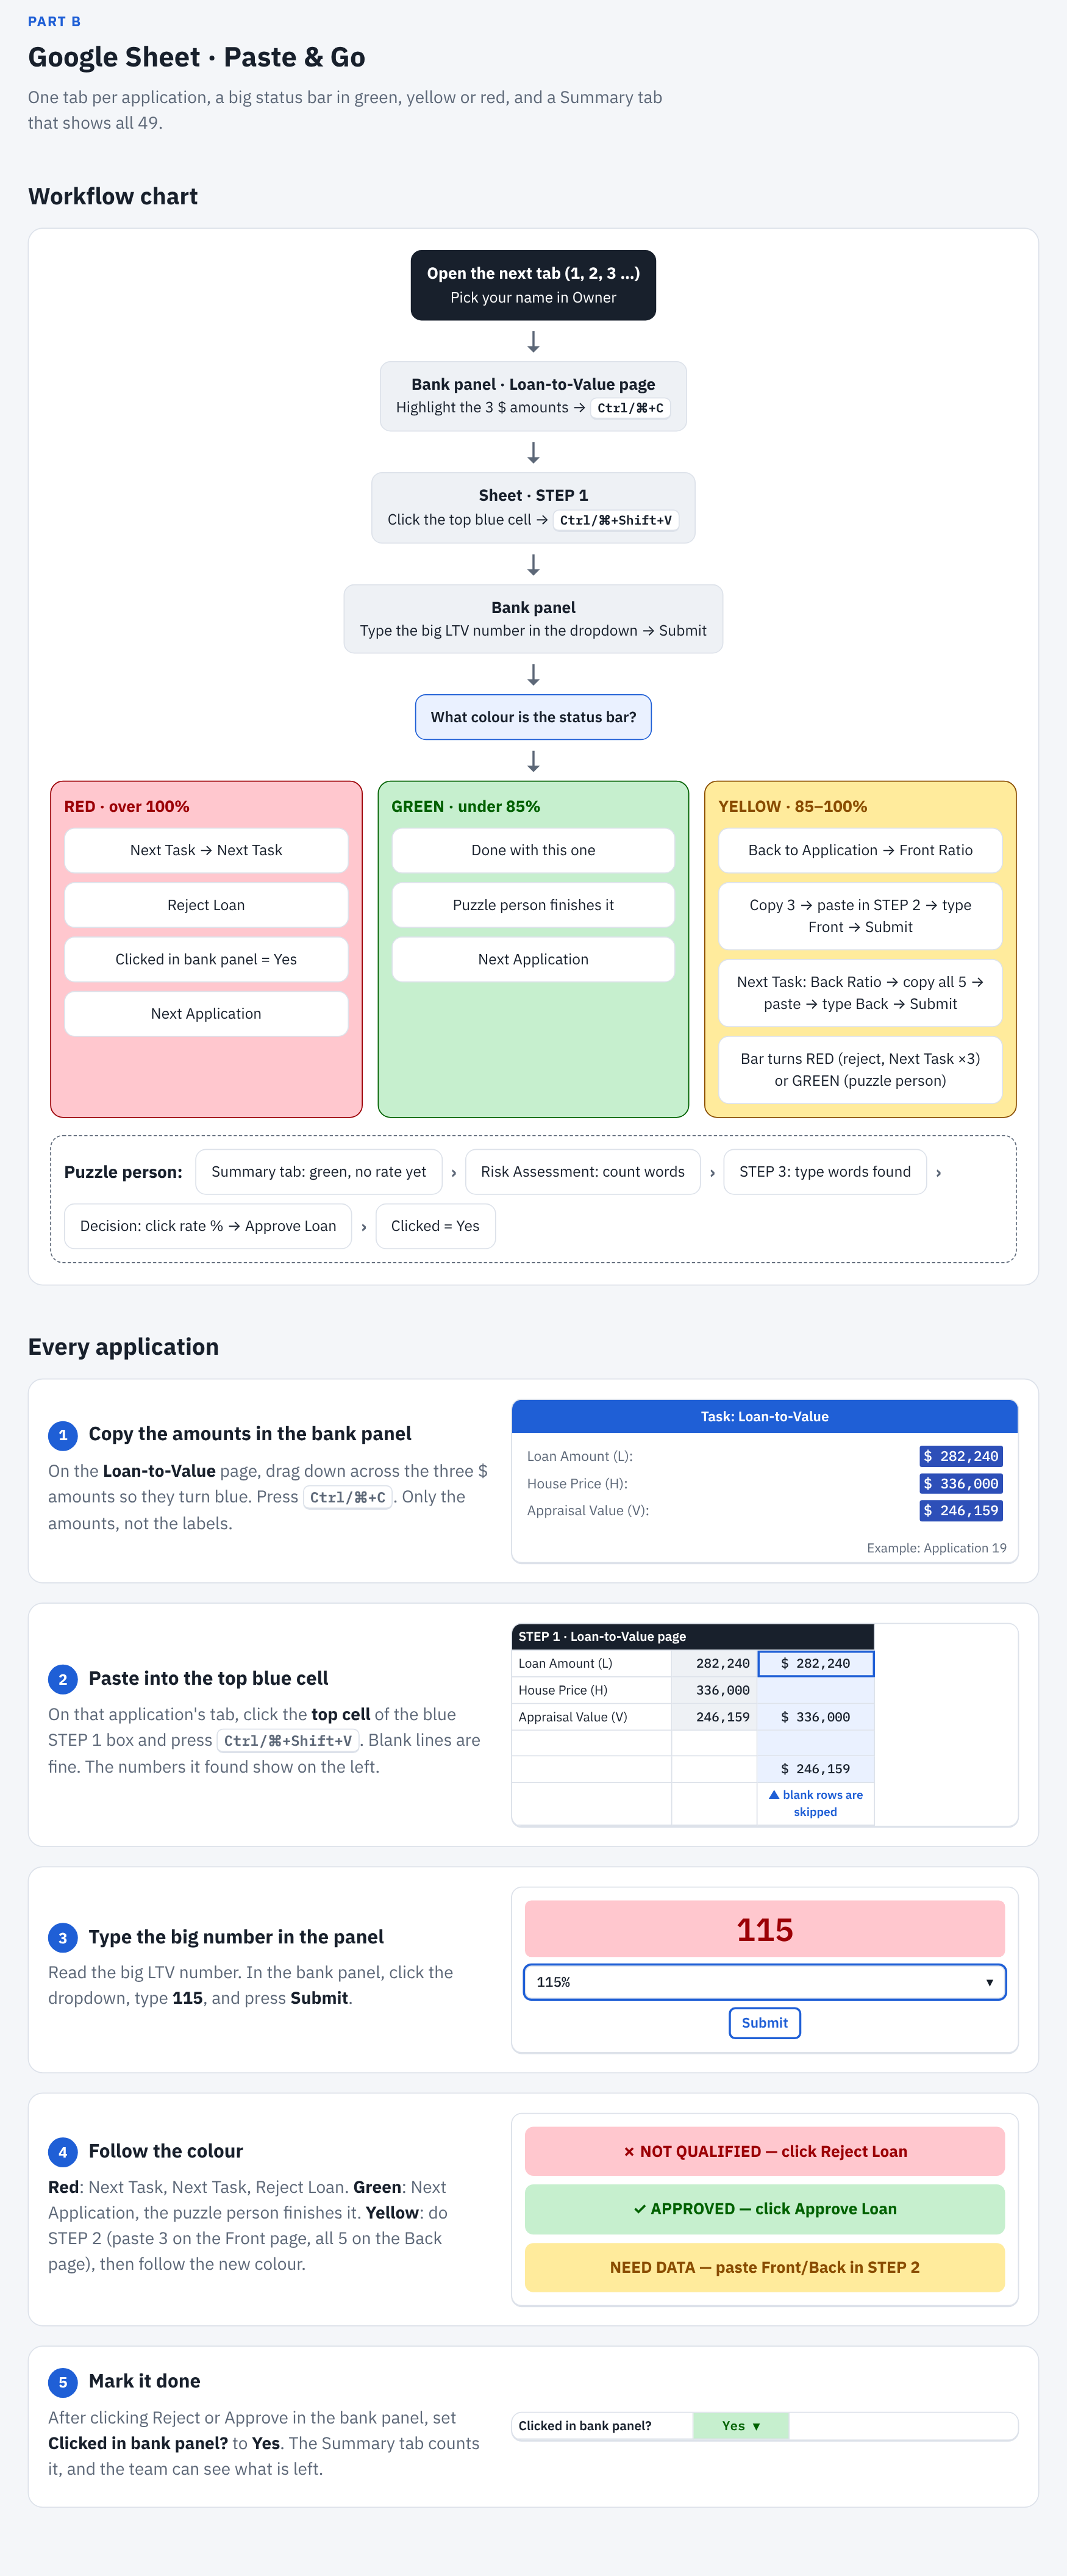 PART B
Google Sheet · Paste & Go
One tab per application, a big status bar in green, yellow or red, and a Summary tab
that shows all 49.
Workflow chart
Open the next tab (1, 2, 3 ...)
Pick your name in Owner
↓
Bank panel · Loan-to-Value page
Highlight the 3 $ amounts → Ctrl/⌘+C
↓
Sheet · STEP 1
Click the top blue cell → Ctrl/⌘+Shift+V
↓
Bank panel
Type the big LTV number in the dropdown → Submit
↓
What colour is the status bar?
↓
RED · over 100%
Next Task → Next Task
Reject Loan
Clicked in bank panel = Yes
Next Application
GREEN · under 85%
Done with this one
Puzzle person finishes it
Next Application
YELLOW · 85–100%
Back to Application → Front Ratio
Copy 3 → paste in STEP 2 → type
Front → Submit
Next Task: Back Ratio → copy all 5 →
paste → type Back → Submit
Bar turns RED (reject, Next Task ×3)
or GREEN (puzzle person)
Puzzle person: Summary tab: green, no rate yet › Risk Assessment: count words › STEP 3: type words found ›
Decision: click rate % → Approve Loan › Clicked = Yes
Every application
1 Copy the amounts in the bank panel
On the Loan-to-Value page, drag down across the three $
amounts so they turn blue. Press Ctrl/⌘+C. Only the
amounts, not the labels.
Task: Loan-to-Value
Loan Amount (L): $ 282,240
House Price (H): $ 336,000
Appraisal Value (V): $ 246,159
Example: Application 19
2 Paste into the top blue cell
On that application's tab, click the top cell of the blue
STEP 1 box and press Ctrl/⌘+Shift+V. Blank lines are
fine. The numbers it found show on the left.
STEP 1 · Loan-to-Value page
Loan Amount (L) 282,240 $ 282,240
House Price (H) 336,000
Appraisal Value (V) 246,159 $ 336,000
$ 246,159
▲ blank rows are
skipped
3 Type the big number in the panel
Read the big LTV number. In the bank panel, click the
dropdown, type 115, and press Submit.
115
115% ▼
Submit
4 Follow the colour
Red: Next Task, Next Task, Reject Loan. Green: Next
Application, the puzzle person finishes it. Yellow: do
STEP 2 (paste 3 on the Front page, all 5 on the Back
page), then follow the new colour.
✗ NOT QUALIFIED — click Reject Loan
✓ APPROVED — click Approve Loan
NEED DATA — paste Front/Back in STEP 2
5 Mark it done
After clicking Reject or Approve in the bank panel, set
Clicked in bank panel? to Yes. The Summary tab counts
it, and the team can see what is left.
Clicked in bank panel? Yes ▼